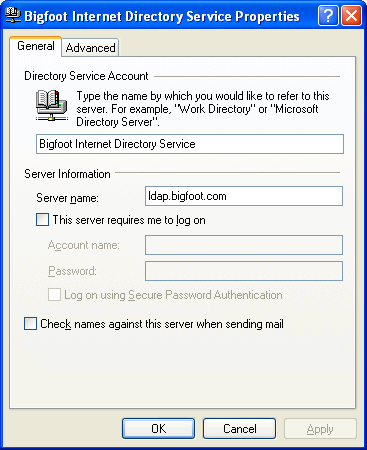 Bigfoot Internet Directory Service Properties
General
Advanced
Directory Service Account
Type the name by which you would like to refer to this
server. For example, "Work Directory" or "Microsoft
Directory Server".
Bigfoot Internet Directory Service
Server Information
Server name:
ldap.bigfoot.com
This server requires me to log on
Account name:
Password:
Log on using Secure Password Authentication
Check names against this server when sending mail
OK
Cancel
Apply